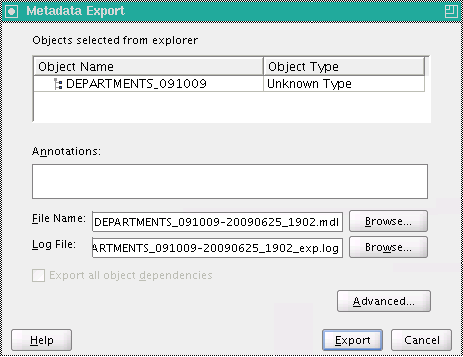 Metadata Export
Objects selected from explorer
Object Name Object Type
DEPARTMENTS_091009 Unknown Type
Annotations:
File Name: DEPARTMENTS_091009-20090625_1902.mdl Browse...
Log File: ARTMENTS_091009-20090625_1902_exp.log Browse...
Export all object dependencies
Advanced...
Help Export Cancel